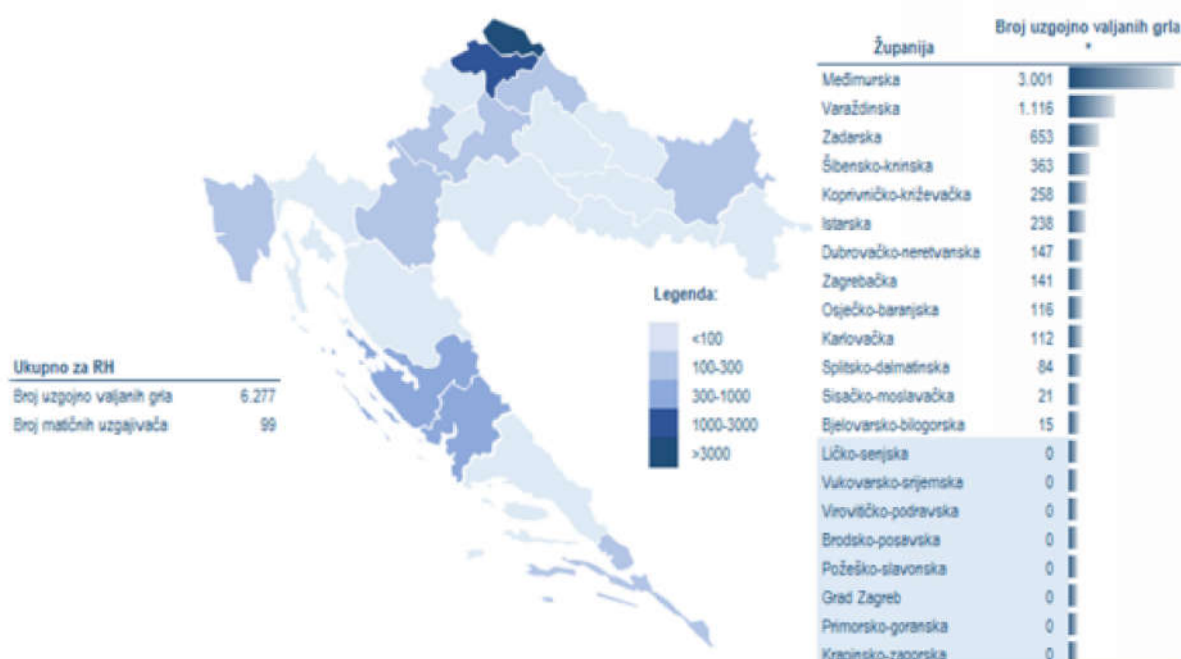 Županija Broj uzgojno valjanih grla
Međimurska 3.001
Varaždinska 1.116
Zadarska 653
Šibensko-kninska 363
Koprivničko-križevačka 258
Istarska 238
Dubrovačko-neretvanska 147
Zagrebačka 141
Osječko-baranjska 116
Karlovačka 112
Splitsko-dalmatinska 84
Sisačko-moslavačka 21
Bjelovarsko-bilogorska 15
Ličko-senjska 0
Vukovarsko-srijemska 0
Virovitičko-podravska 0
Brodsko-posavska 0
Požeško-slavonska 0
Grad Zagreb 0
Primorsko-goranska 0
Krapinsko-zagorska 0
Legenda:
<100
100-300
300-1000
1000-3000
>3000
Ukupno za RH
Broj uzgojno valjanih grla 6.277
Broj matičnih uzgajivača 99